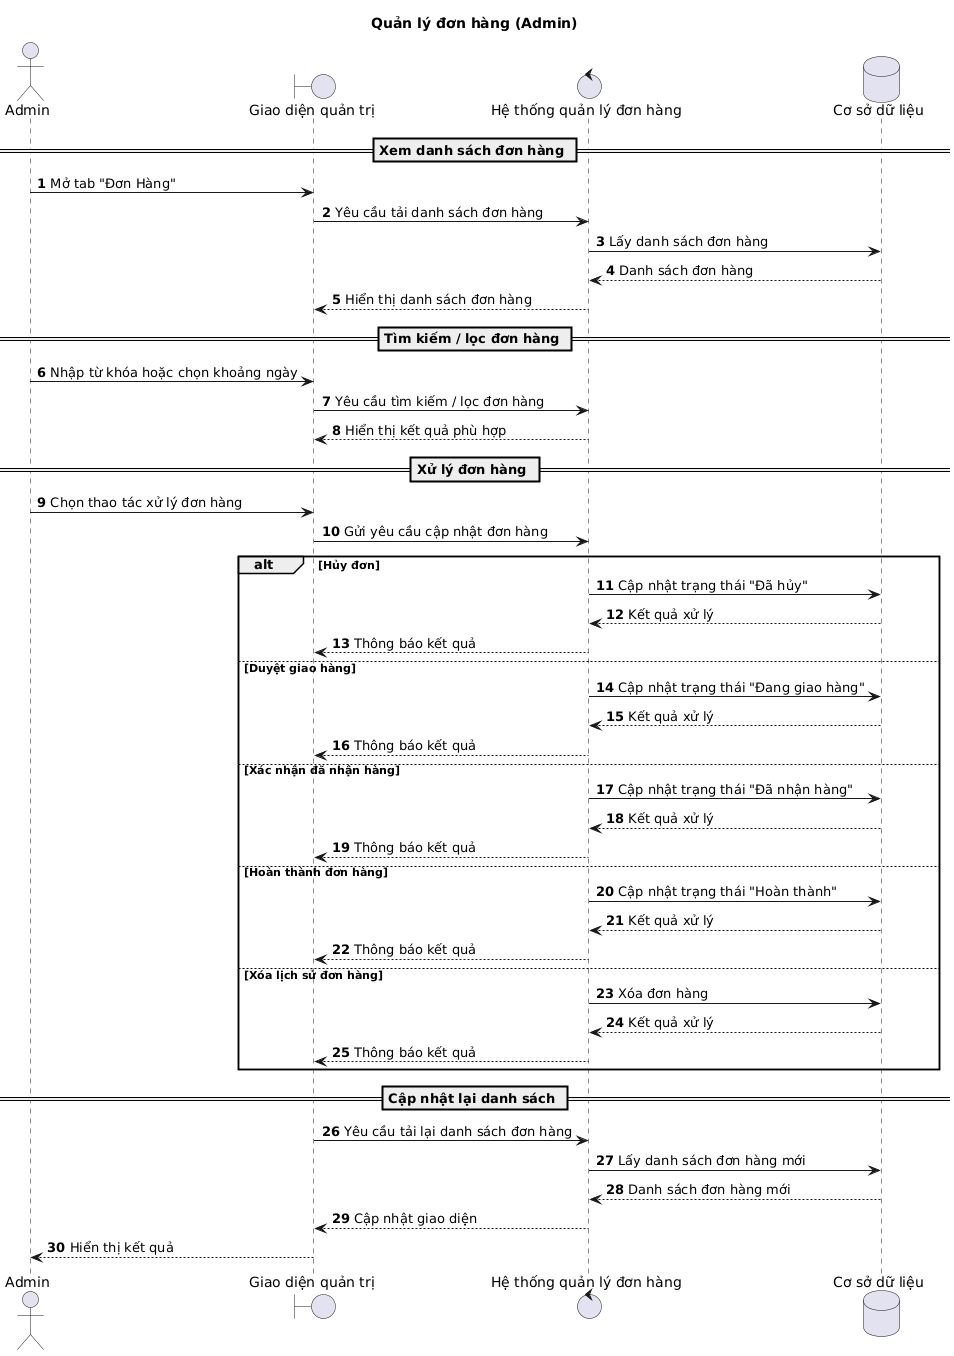 Quản lý đơn hàng (Admin)
Admin
Giao diện quản trị
Hệ thống quản lý đơn hàng
Cơ sở dữ liệu
Xem danh sách đơn hàng
1 Mở tab "Đơn Hàng"
2 Yêu cầu tải danh sách đơn hàng
3 Lấy danh sách đơn hàng
4 Danh sách đơn hàng
5 Hiển thị danh sách đơn hàng
Tìm kiếm / lọc đơn hàng
6 Nhập từ khóa hoặc chọn khoảng ngày
7 Yêu cầu tìm kiếm / lọc đơn hàng
8 Hiển thị kết quả phù hợp
Xử lý đơn hàng
9 Chọn thao tác xử lý đơn hàng
10 Gửi yêu cầu cập nhật đơn hàng
alt [Hủy đơn]
11 Cập nhật trạng thái "Đã hủy"
12 Kết quả xử lý
13 Thông báo kết quả
[Duyệt giao hàng]
14 Cập nhật trạng thái "Đang giao hàng"
15 Kết quả xử lý
16 Thông báo kết quả
[Xác nhận đã nhận hàng]
17 Cập nhật trạng thái "Đã nhận hàng"
18 Kết quả xử lý
19 Thông báo kết quả
[Hoàn thành đơn hàng]
20 Cập nhật trạng thái "Hoàn thành"
21 Kết quả xử lý
22 Thông báo kết quả
[Xóa lịch sử đơn hàng]
23 Xóa đơn hàng
24 Kết quả xử lý
25 Thông báo kết quả
Cập nhật lại danh sách
26 Yêu cầu tải lại danh sách đơn hàng
27 Lấy danh sách đơn hàng mới
28 Danh sách đơn hàng mới
29 Cập nhật giao diện
30 Hiển thị kết quả
Admin
Giao diện quản trị
Hệ thống quản lý đơn hàng
Cơ sở dữ liệu